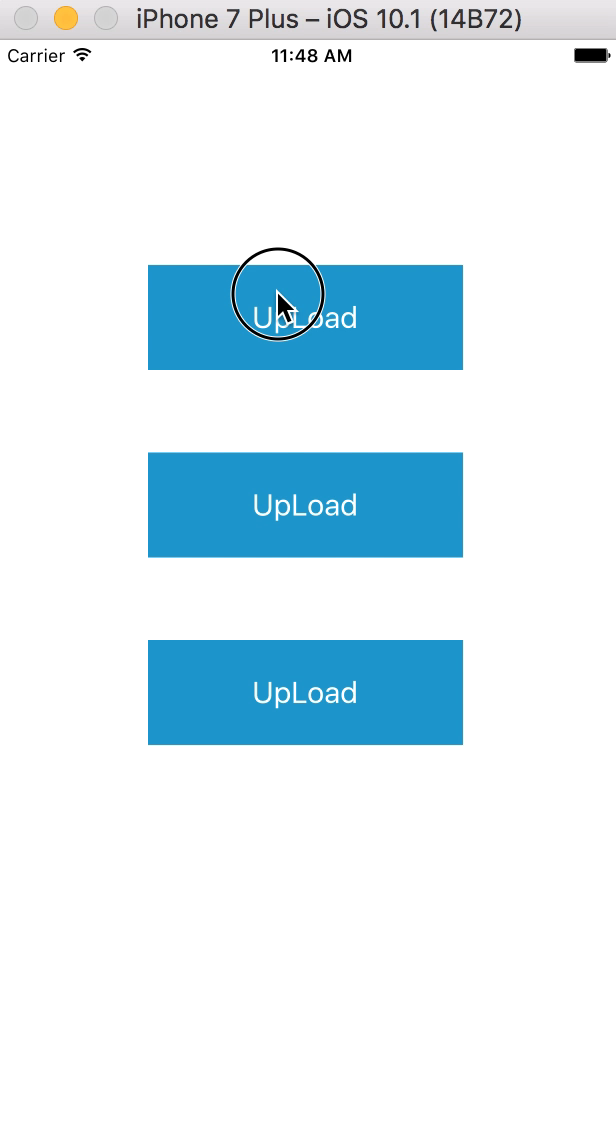 iPhone 7 Plus – iOS 10.1 (14B72)
Carrier 11:48 AM
UpLoad
UpLoad
UpLoad